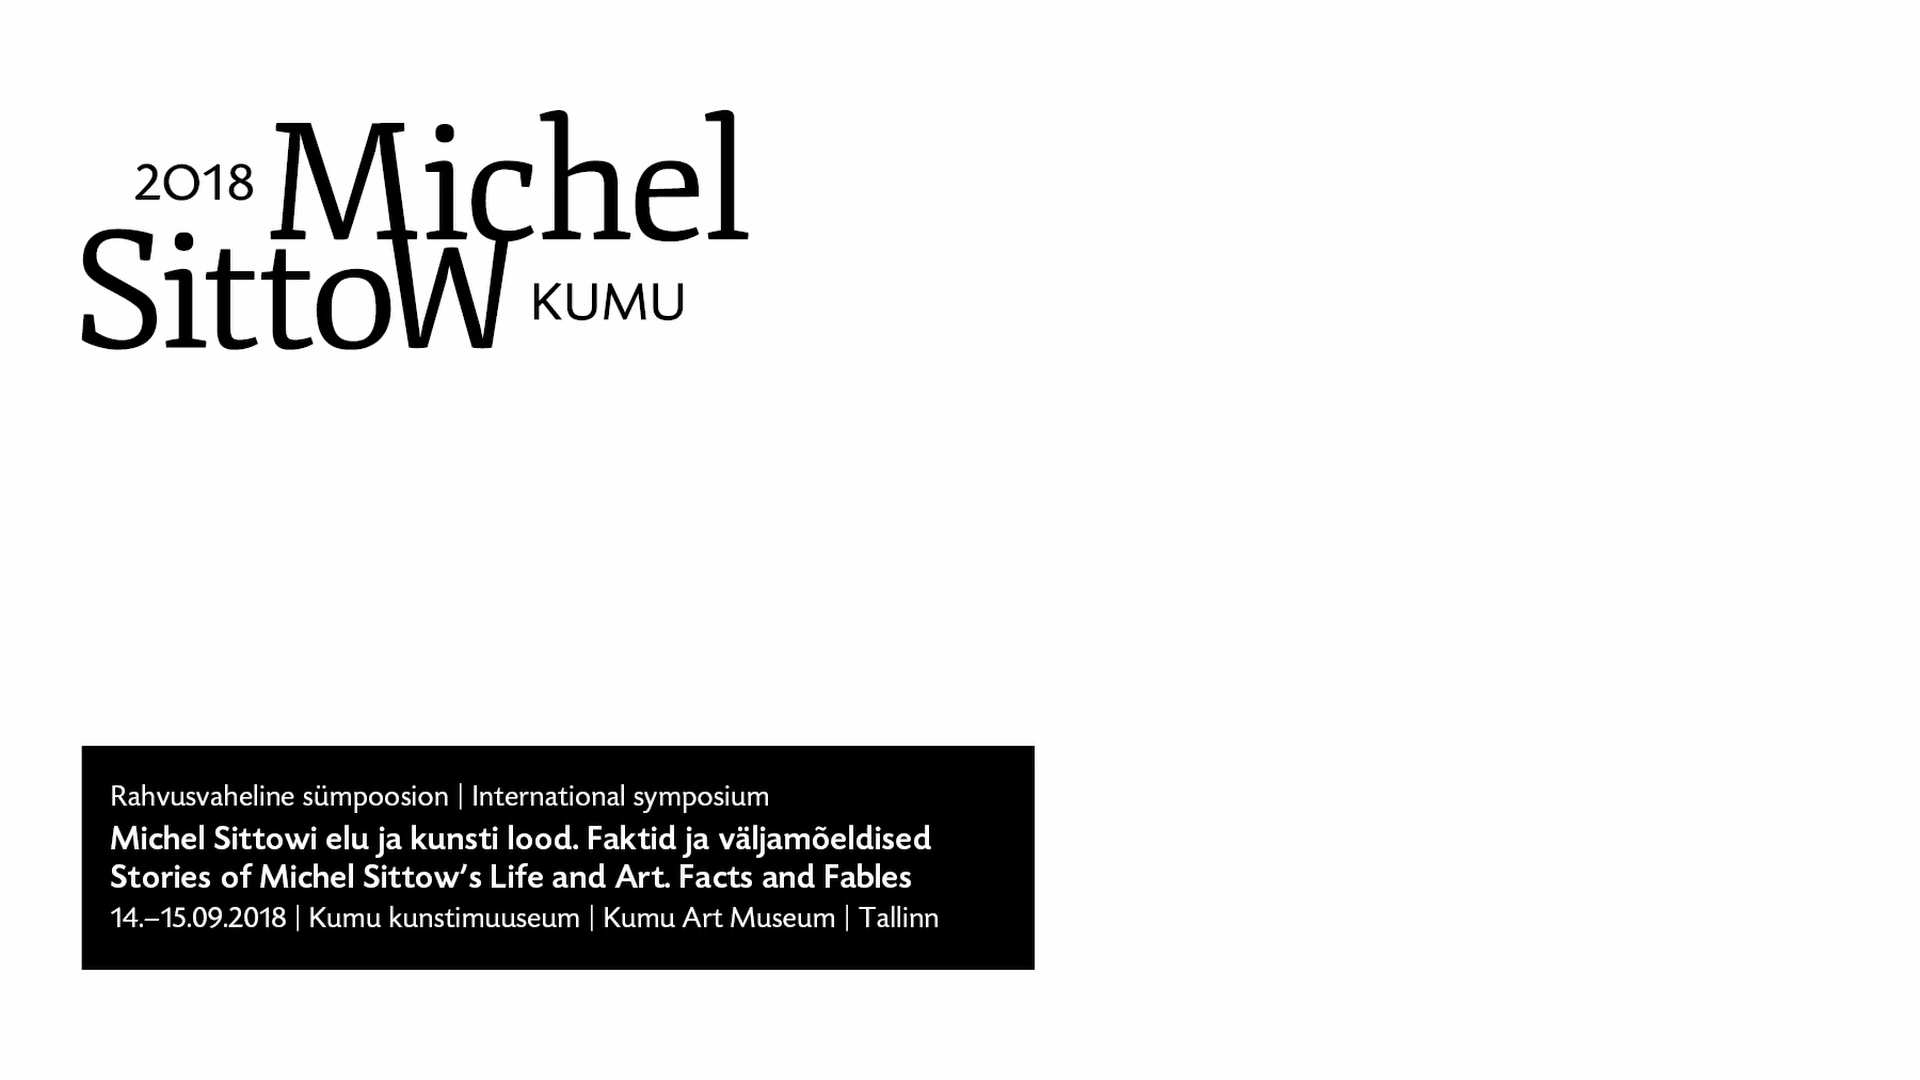 2018 Michel
SittoW KUMU
Rahvusvaheline sümpoosion | International symposium
Michel Sittowi elu ja kunsti lood. Faktid ja väljamõeldised
Stories of Michel Sittow’s Life and Art. Facts and Fables
14.–15.09.2018 | Kumu kunstimuuseum | Kumu Art Museum | Tallinn